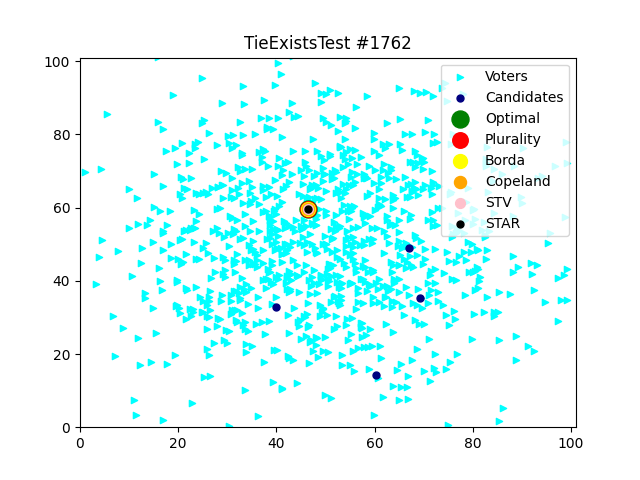 TieExistsTest #1762
100
80
60
40
20
0
0 20 40 60 80 100
Voters
Candidates
Optimal
Plurality
Borda
Copeland
STV
STAR